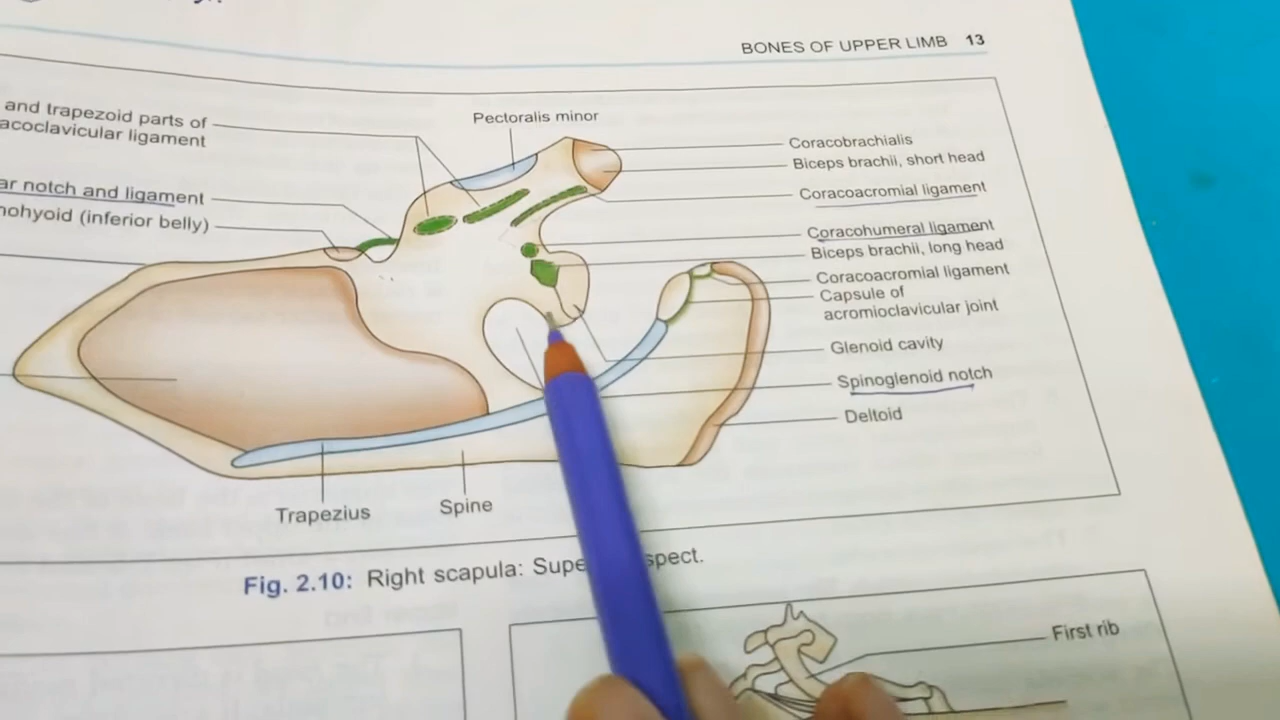 BONES OF UPPER LIMB 13
and trapezoid parts of
acoclavicular ligament
Pectoralis minor
Coracobrachialis
Biceps brachii, short head
ar notch and ligament
Coracoacromial ligament
nohyoid (inferior belly)
Coracohumeral ligament
Biceps brachii, long head
Coracoacromial ligament
Capsule of
acromioclavicular joint
Glenoid cavity
Spinoglenoid notch
Deltoid
Trapezius
Spine
Fig. 2.10: Right scapula: Supe spect.
First rib